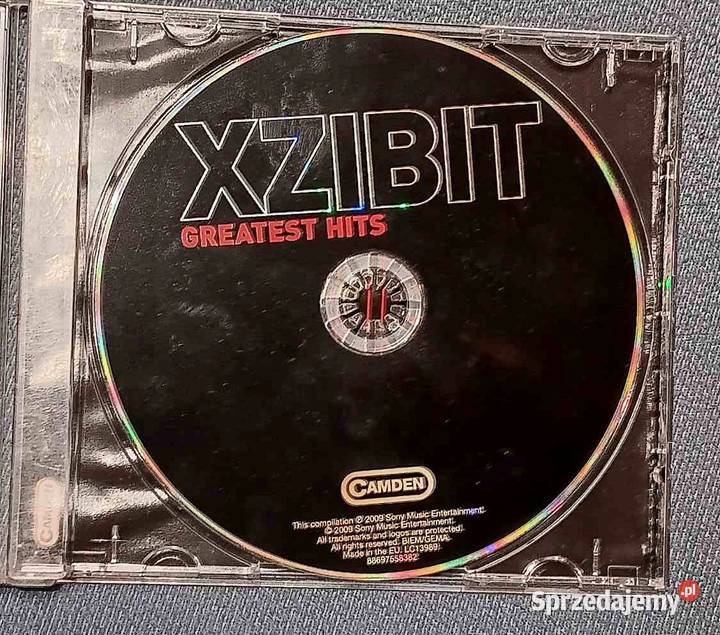 XZIBIT
GREATEST HITS
CAMDEN
This compilation ℗ 2009 Sony Music Entertainment.
© 2009 Sony Music Entertainment.
All trademarks and logos are protected.
All rights reserved. BIEM/GEMA.
Made in the EU. LC13989.
88697558382
CAMDEN
Sprzedajemy.pl